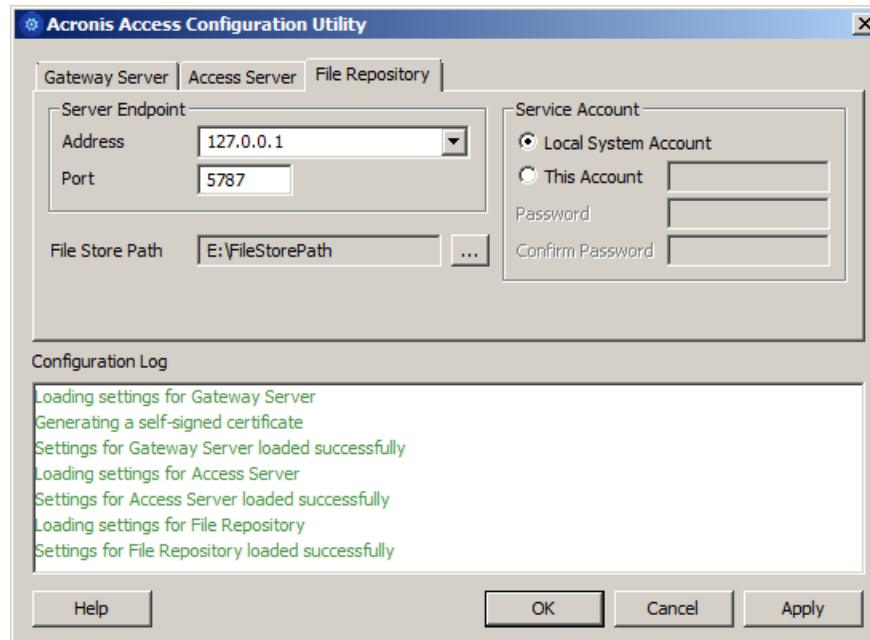 Acronis Access Configuration Utility
Gateway Server
Access Server
File Repository
Server Endpoint
Address
127.0.0.1
Port
5787
File Store Path
E:\FileStorePath
...
Service Account
Local System Account
This Account
Password
Confirm Password
Configuration Log
Loading settings for Gateway Server
Generating a self-signed certificate
Settings for Gateway Server loaded successfully
Loading settings for Access Server
Settings for Access Server loaded successfully
Loading settings for File Repository
Settings for File Repository loaded successfully
Help
OK
Cancel
Apply